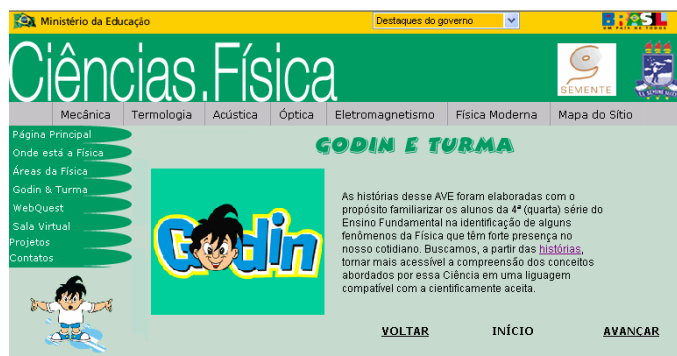 Ministério da Educação
Destaques do governo
BRASIL
UM PAÍS DE TODOS
Ciências.Física
SEMENTE
Mecânica Termologia Acústica Óptica Eletromagnetismo Física Moderna Mapa do Sítio
Página Principal
Onde está a Física
Áreas da Física
Godin & Turma
WebQuest
Sala Virtual
Projetos
Contatos
GODIN E TURMA
Godin
As histórias desse AVE foram elaboradas com o
propósito familiarizar os alunos da 4ª (quarta) série do
Ensino Fundamental na identificação de alguns
fenômenos da Física que têm forte presença no
nosso cotidiano. Buscamos, a partir das histórias,
tornar mais acessível a compreensão dos conceitos
abordados por essa Ciência em uma liguagem
compatível com a cientificamente aceita.
VOLTAR INÍCIO AVANÇAR